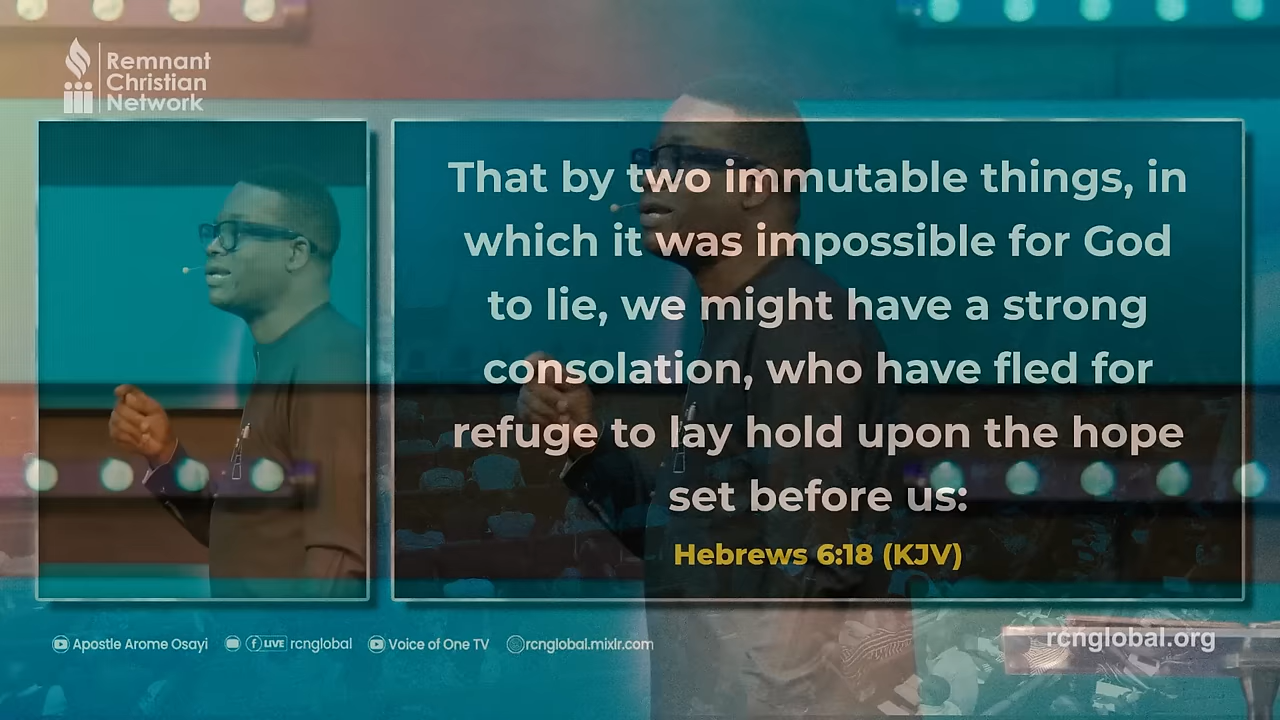 Remnant
Christian
Network
That by two immutable things, in
which it was impossible for God
to lie, we might have a strong
consolation, who have fled for
refuge to lay hold upon the hope
set before us:
Hebrews 6:18 (KJV)
Apostle Arome Osayi LIVE rcnglobal Voice of One TV rcnglobal.mixlr.com
rcnglobal.org